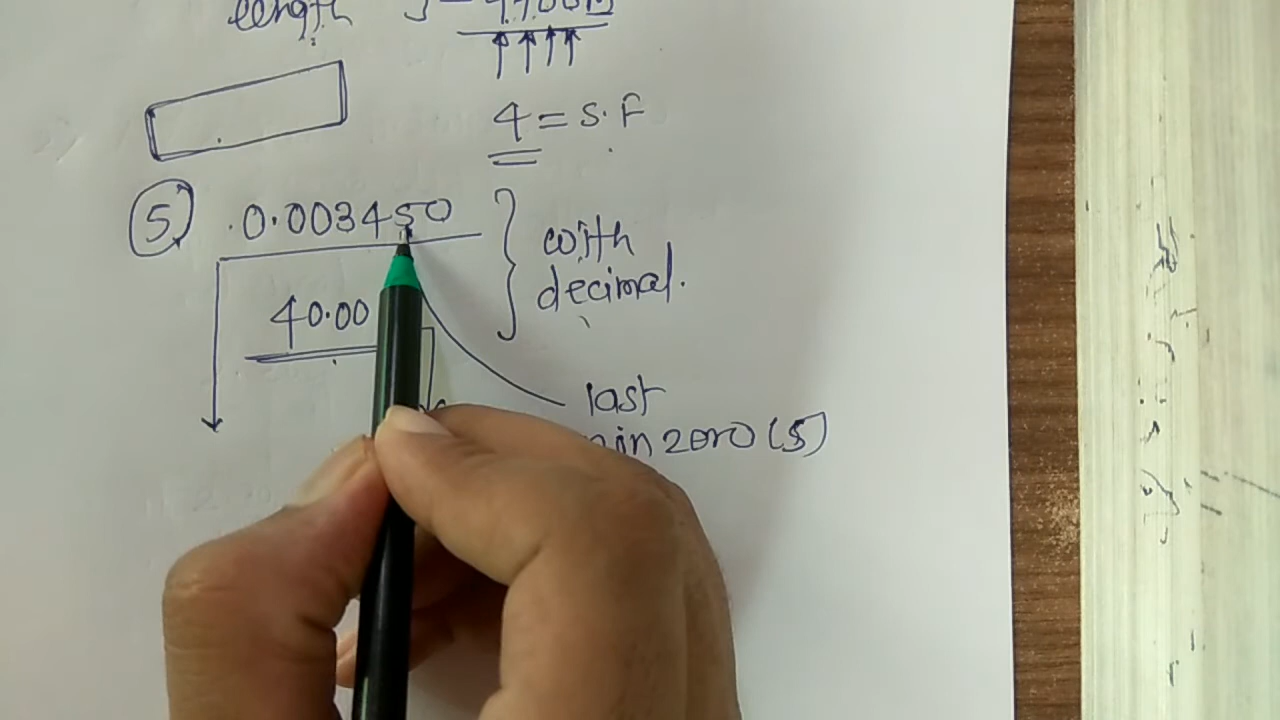 length
4 = S.F
5 0.003450
with
decimal.
40.00
last
zero (5)